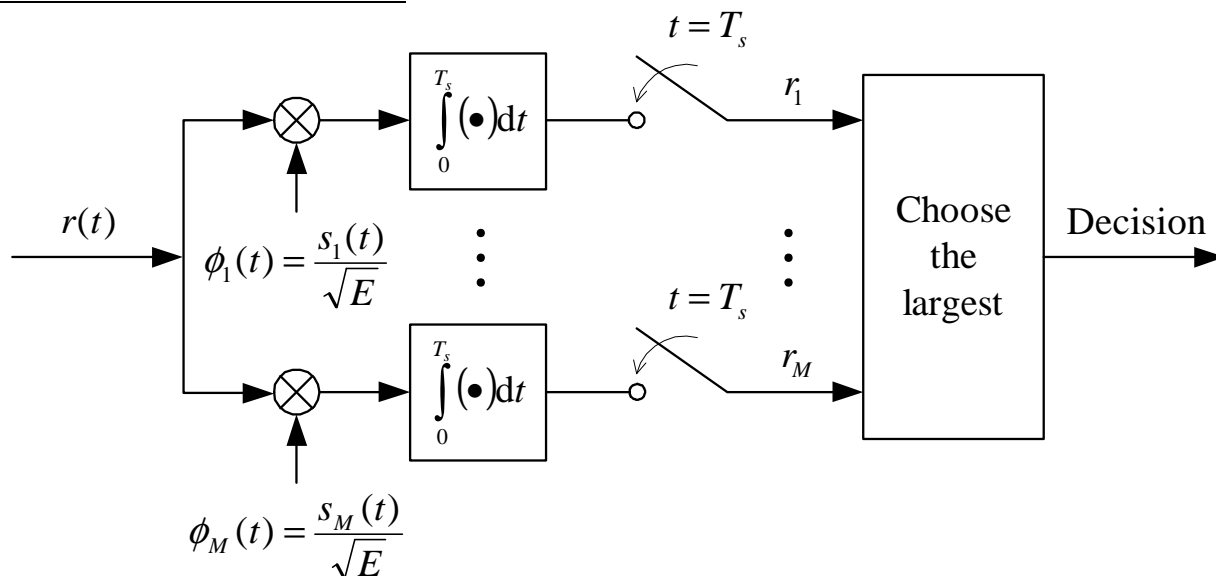 t = T_s
∫_0^{T_s} (•)dt
r_1
r(t)
ϕ_1(t) = s_1(t) / √E
Choose
the
largest
Decision
t = T_s
∫_0^{T_s} (•)dt
r_M
ϕ_M(t) = s_M(t) / √E